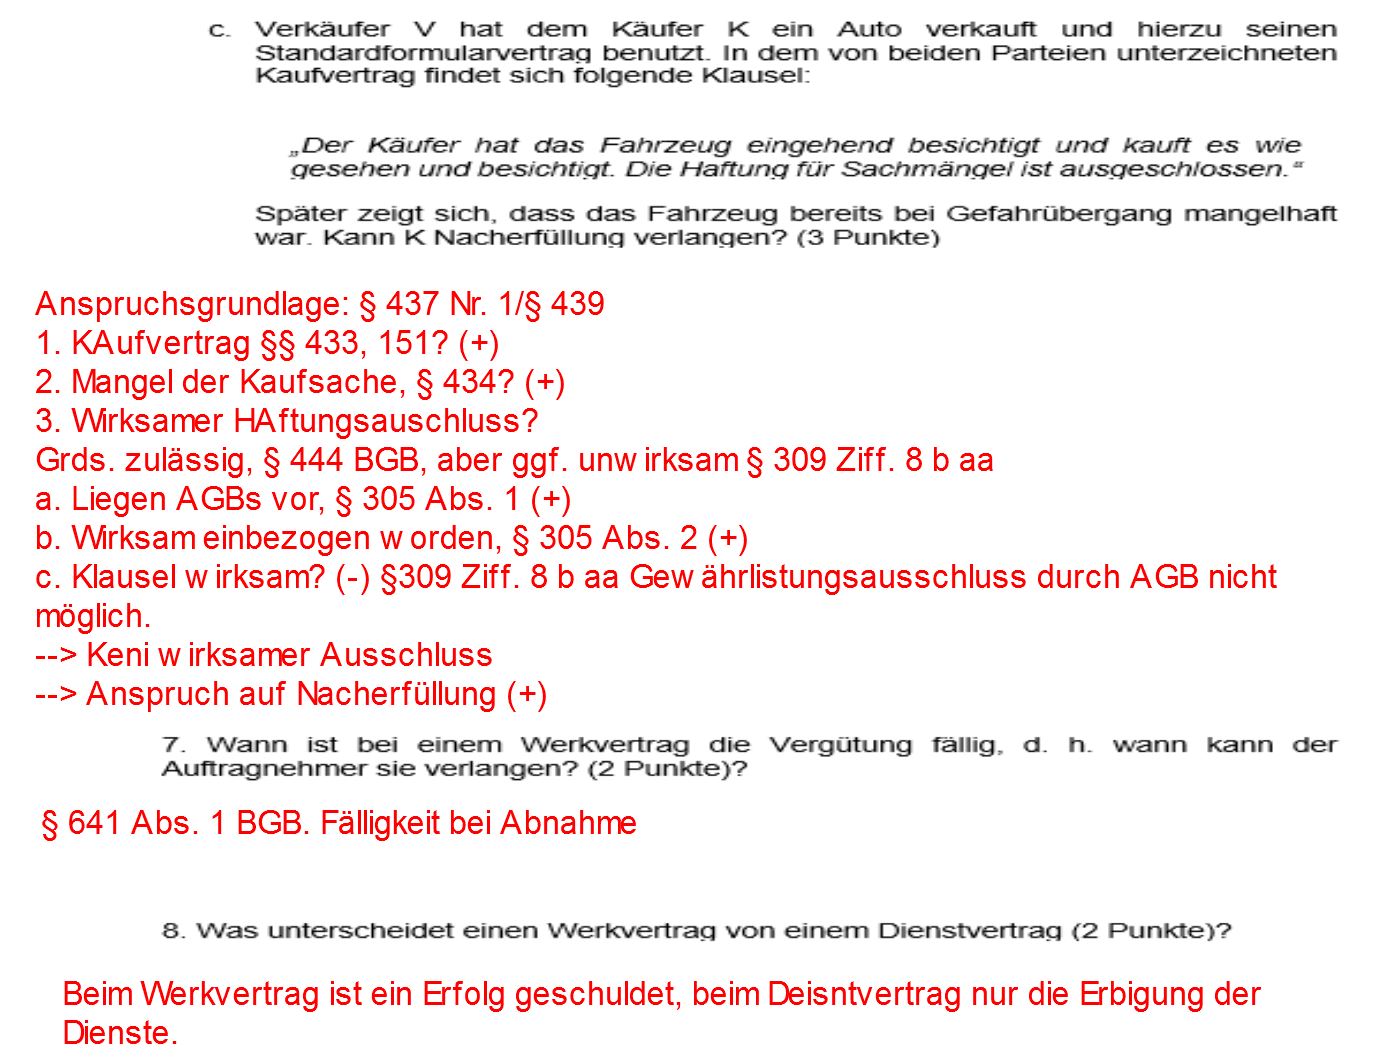 c. Verkäufer V hat dem Käufer K ein Auto verkauft und hierzu seinen
Standardformularvertrag benutzt. In dem von beiden Parteien unterzeichneten
Kaufvertrag findet sich folgende Klausel:
„Der Käufer hat das Fahrzeug eingehend besichtigt und kauft es wie
gesehen und besichtigt. Die Haftung für Sachmängel ist ausgeschlossen.“
Später zeigt sich, dass das Fahrzeug bereits bei Gefahrübergang mangelhaft
war. Kann K Nacherfüllung verlangen? (3 Punkte)
Anspruchsgrundlage: § 437 Nr. 1/§ 439
1. KAufvertrag §§ 433, 151? (+)
2. Mangel der Kaufsache, § 434? (+)
3. Wirksamer HAftungsauschluss?
Grds. zulässig, § 444 BGB, aber ggf. unw irksam § 309 Ziff. 8 b aa
a. Liegen AGBs vor, § 305 Abs. 1 (+)
b. Wirksam einbezogen w orden, § 305 Abs. 2 (+)
c. Klausel w irksam? (-) §309 Ziff. 8 b aa Gew ährlistungsausschluss durch AGB nicht
möglich.
--> Keni w irksamer Ausschluss
--> Anspruch auf Nacherfüllung (+)
7. Wann ist bei einem Werkvertrag die Vergütung fällig, d. h. wann kann der
Auftragnehmer sie verlangen? (2 Punkte)?
§ 641 Abs. 1 BGB. Fälligkeit bei Abnahme
8. Was unterscheidet einen Werkvertrag von einem Dienstvertrag (2 Punkte)?
Beim Werkvertrag ist ein Erfolg geschuldet, beim Deisntvertrag nur die Erbigung der
Dienste.